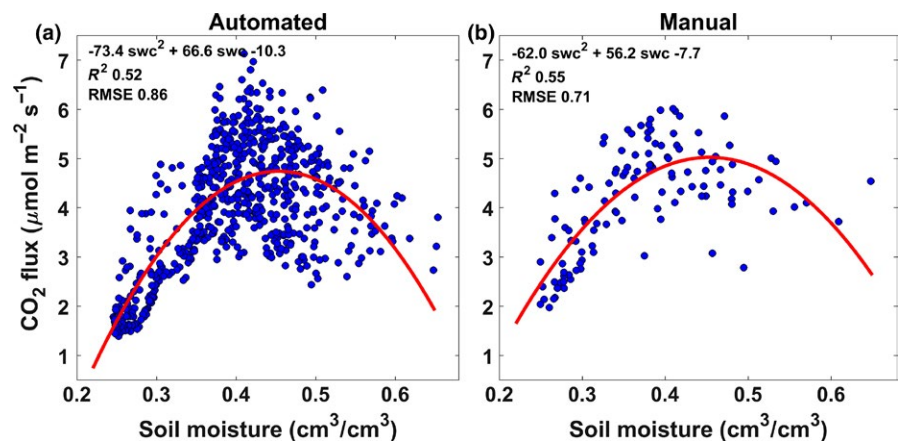 Automated
(a)
-73.4 swc² + 66.6 swc -10.3
R² 0.52
RMSE 0.86
7
6
5
4
3
2
1
0.2 0.3 0.4 0.5 0.6
CO₂ flux (μmol m⁻² s⁻¹)
Soil moisture (cm³/cm³)
Manual
(b)
-62.0 swc² + 56.2 swc -7.7
R² 0.55
RMSE 0.71
7
6
5
4
3
2
1
0.2 0.3 0.4 0.5 0.6
Soil moisture (cm³/cm³)